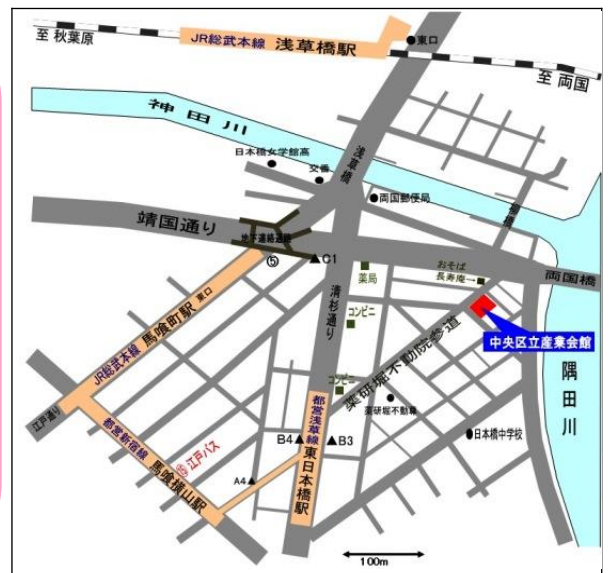 至 秋葉原
JR総武本線 浅草橋駅
東口
至 両国
神田川
日本橋女学館高
交番
浅草橋
両国郵便局
柳橋
靖国通り
地下連絡通路
⑤
C1
薬局
おそば
長寿庵→
両国橋
清杉通り
コンビニ
中央区立産業会館
JR総武本線 馬喰町駅 東口
薬研堀不動院参道
コンビニ
隅田川
江戸通り
都営新宿線 馬喰横山駅
⑮ 江戸バス
都営浅草線 東日本橋駅
薬研堀不動尊
B4
B3
日本橋中学校
A4
100m